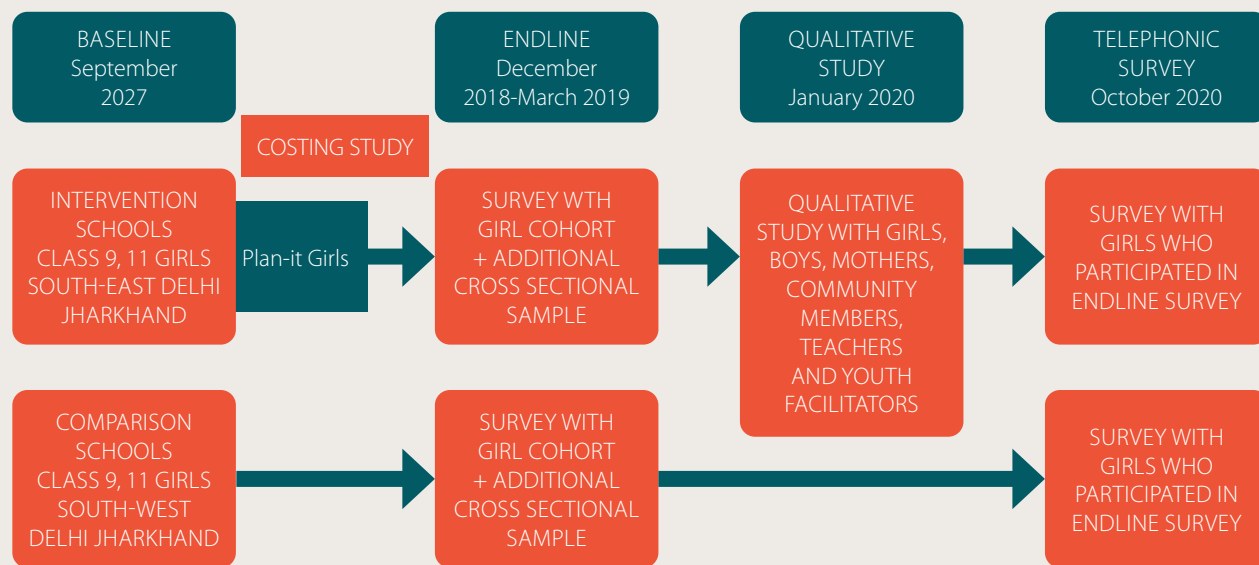 BASELINE
September
2027
ENDLINE
December
2018-March 2019
QUALITATIVE
STUDY
January 2020
TELEPHONIC
SURVEY
October 2020
COSTING STUDY
INTERVENTION
SCHOOLS
CLASS 9, 11 GIRLS
SOUTH-EAST DELHI
JHARKHAND
Plan-it Girls
SURVEY WTH
GIRL COHORT
+ ADDITIONAL
CROSS SECTIONAL
SAMPLE
QUALITATIVE
STUDY WITH GIRLS,
BOYS, MOTHERS,
COMMUNITY
MEMBERS,
TEACHERS
AND YOUTH
FACILITATORS
SURVEY WITH
GIRLS WHO
PARTICIPATED IN
ENDLINE SURVEY
COMPARISON
SCHOOLS
CLASS 9, 11 GIRLS
SOUTH-WEST
DELHI JHARKHAND
SURVEY WITH
GIRL COHORT
+ ADDITIONAL
CROSS SECTIONAL
SAMPLE
SURVEY WITH
GIRLS WHO
PARTICIPATED IN
ENDLINE SURVEY